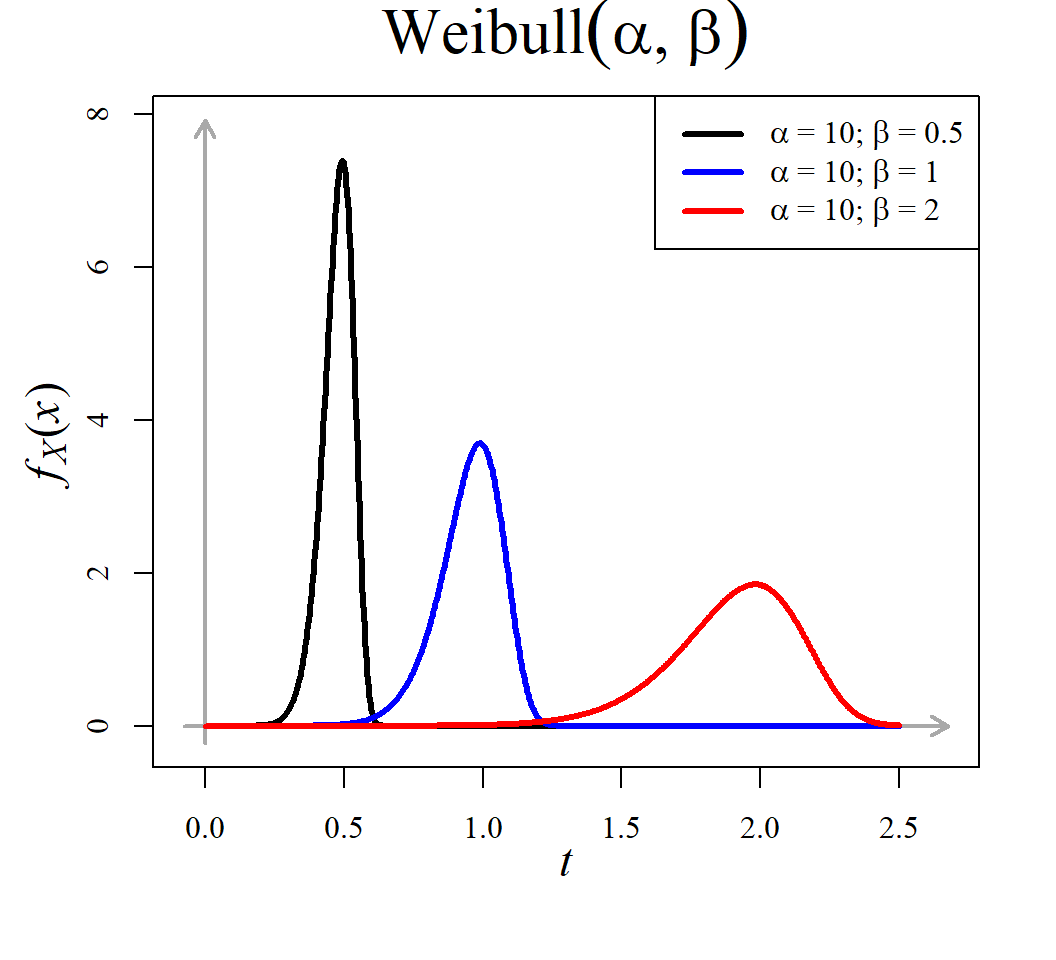 Weibull(α, β)
α = 10; β = 0.5
α = 10; β = 1
α = 10; β = 2
8
6
4
2
0
f_X(x)
0.0 0.5 1.0 1.5 2.0 2.5
t